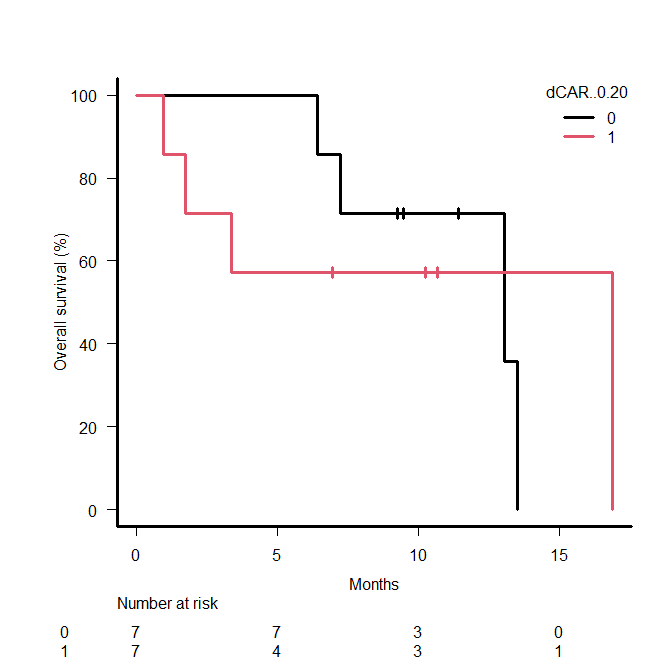 dCAR..0.20
0
1
100
80
60
40
20
0
Overall survival (%)
0 5 10 15
Months
Number at risk
0 7 7 3 0
1 7 4 3 1